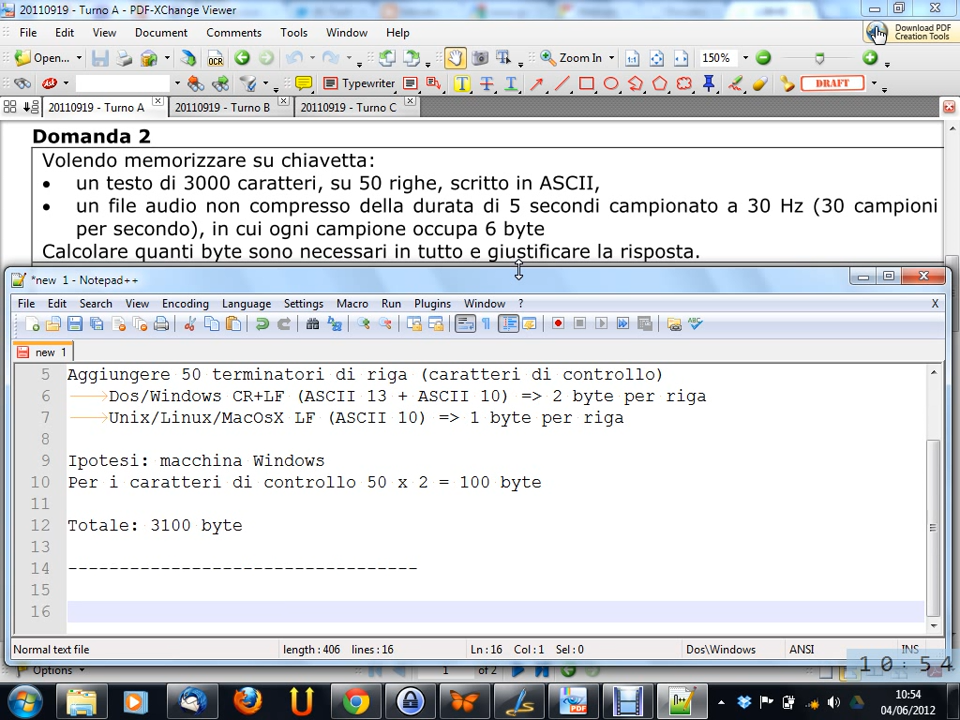 20110919 - Turno A - PDF-XChange Viewer
File Edit View Document Comments Tools Window Help
Download PDF
Creation Tools
Open... OCR Zoom In 150%
Typewriter DRAFT
20110919 - Turno A 20110919 - Turno B 20110919 - Turno C
Domanda 2
Volendo memorizzare su chiavetta:
• un testo di 3000 caratteri, su 50 righe, scritto in ASCII,
• un file audio non compresso della durata di 5 secondi campionato a 30 Hz (30 campioni
per secondo), in cui ogni campione occupa 6 byte
Calcolare quanti byte sono necessari in tutto e giustificare la risposta.
*new 1 - Notepad++
File Edit Search View Encoding Language Settings Macro Run Plugins Window ? X
new 1
5 Aggiungere 50 terminatori di riga (caratteri di controllo)
6 Dos/Windows CR+LF (ASCII 13 + ASCII 10) => 2 byte per riga
7 Unix/Linux/MacOsX LF (ASCII 10) => 1 byte per riga
8
9 Ipotesi: macchina Windows
10 Per i caratteri di controllo 50 x 2 = 100 byte
11
12 Totale: 3100 byte
13
14 ----------------------------------
15
16
Normal text file length : 406 lines : 16 Ln : 16 Col : 1 Sel : 0 Dos\Windows ANSI INS
Options 1 of 2
10:54
10:54
04/06/2012